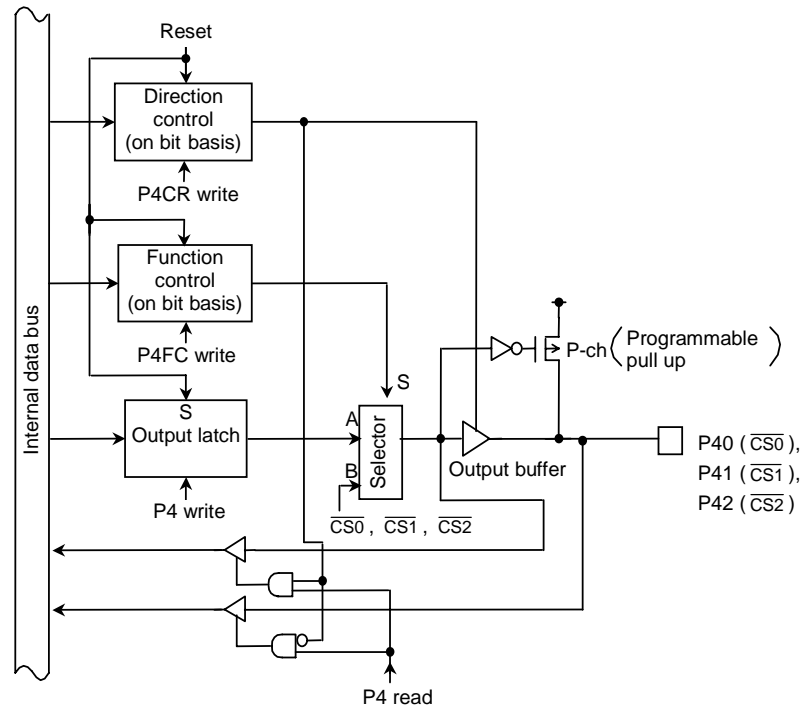 Reset
Direction
control
(on bit basis)
P4CR write
Function
control
(on bit basis)
P4FC write
Internal data bus
S
Output latch
P4 write
A
B
S
Selector
CS0 , CS1 , CS2
Output buffer
P-ch (Programmable
pull up)
P40 (CS0),
P41 (CS1),
P42 (CS2)
P4 read